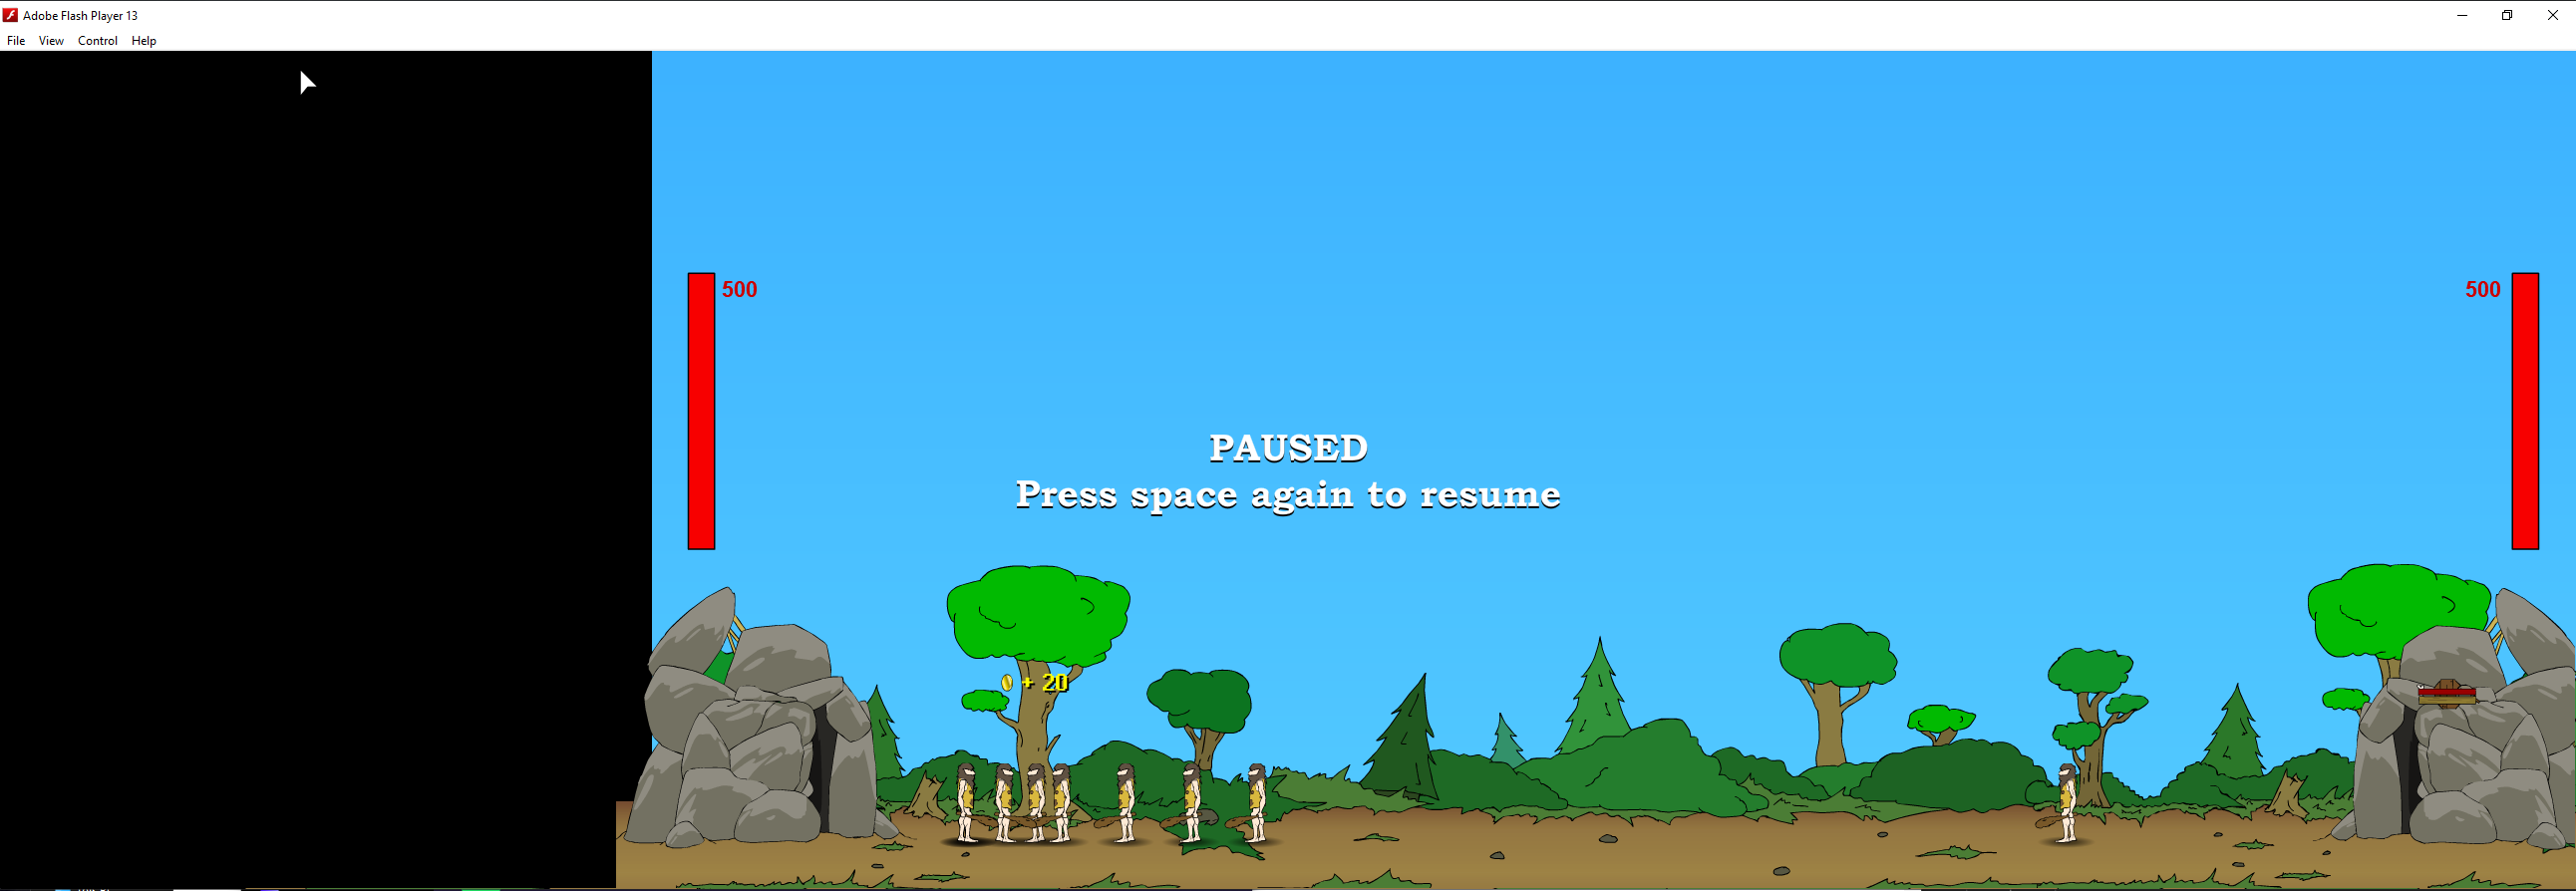 Adobe Flash Player 13
File View Control Help
500
500
PAUSED
Press space again to resume
+ 20